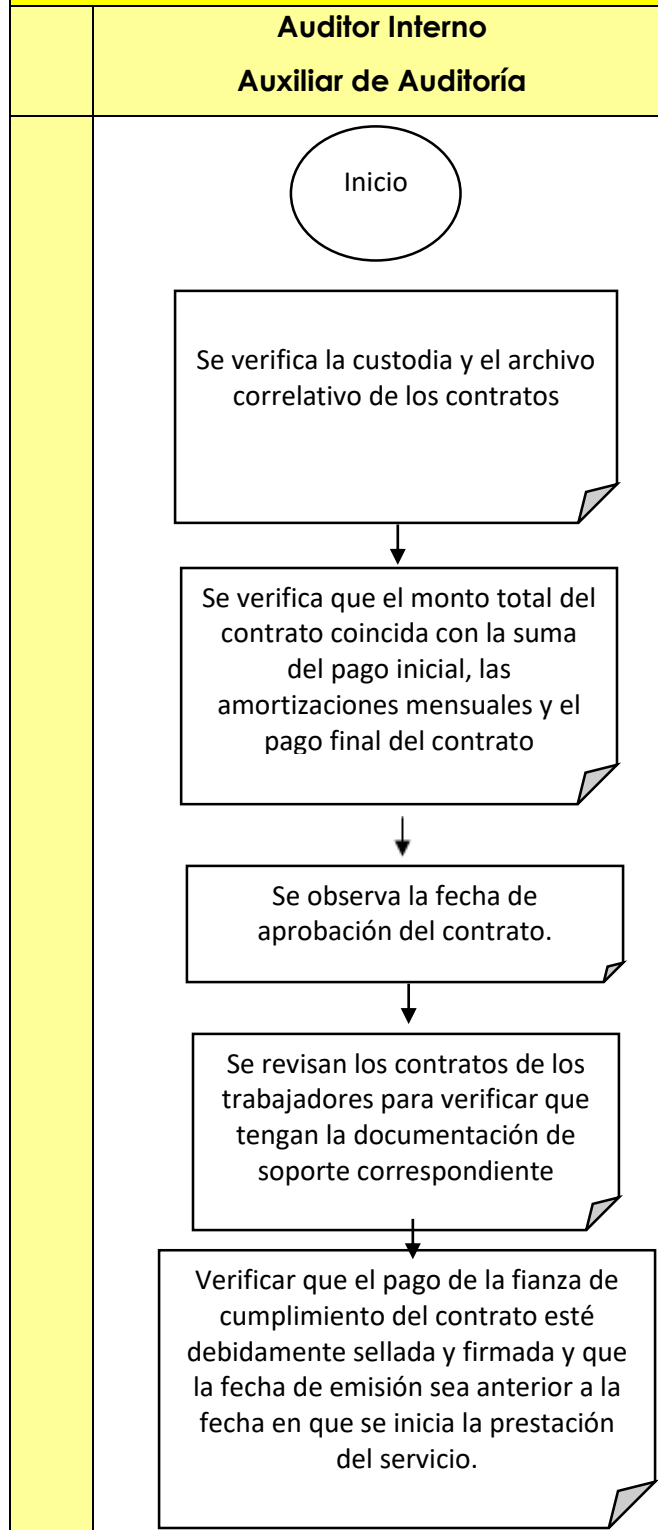 Auditor Interno
Auxiliar de Auditoría
Inicio
Se verifica la custodia y el archivo
correlativo de los contratos
Se verifica que el monto total del
contrato coincida con la suma
del pago inicial, las
amortizaciones mensuales y el
pago final del contrato
Se observa la fecha de
aprobación del contrato.
Se revisan los contratos de los
trabajadores para verificar que
tengan la documentación de
soporte correspondiente
Verificar que el pago de la fianza de
cumplimiento del contrato esté
debidamente sellada y firmada y que
la fecha de emisión sea anterior a la
fecha en que se inicia la prestación
del servicio.